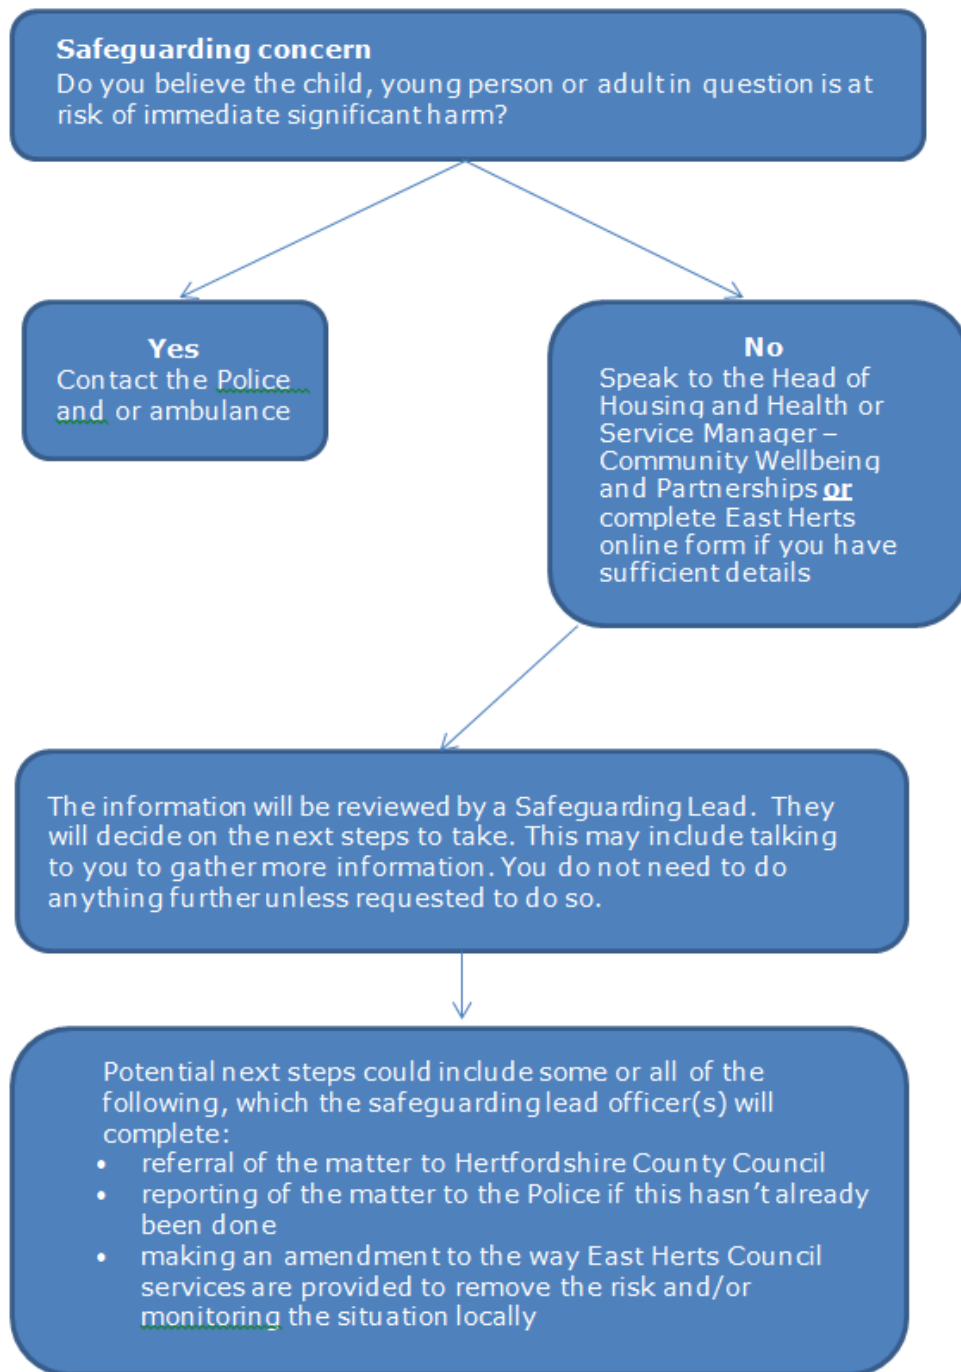 Safeguarding concern
Do you believe the child, young person or adult in question is at
risk of immediate significant harm?
Yes
Contact the Police
and or ambulance
No
Speak to the Head of
Housing and Health or
Service Manager –
Community Wellbeing
and Partnerships or
complete East Herts
online form if you have
sufficient details
The information will be reviewed by a Safeguarding Lead. They
will decide on the next steps to take. This may include talking
to you to gather more information. You do not need to do
anything further unless requested to do so.
Potential next steps could include some or all of the
following, which the safeguarding lead officer(s) will
complete:
• referral of the matter to Hertfordshire County Council
• reporting of the matter to the Police if this hasn’t already
been done
• making an amendment to the way East Herts Council
services are provided to remove the risk and/or
monitoring the situation locally